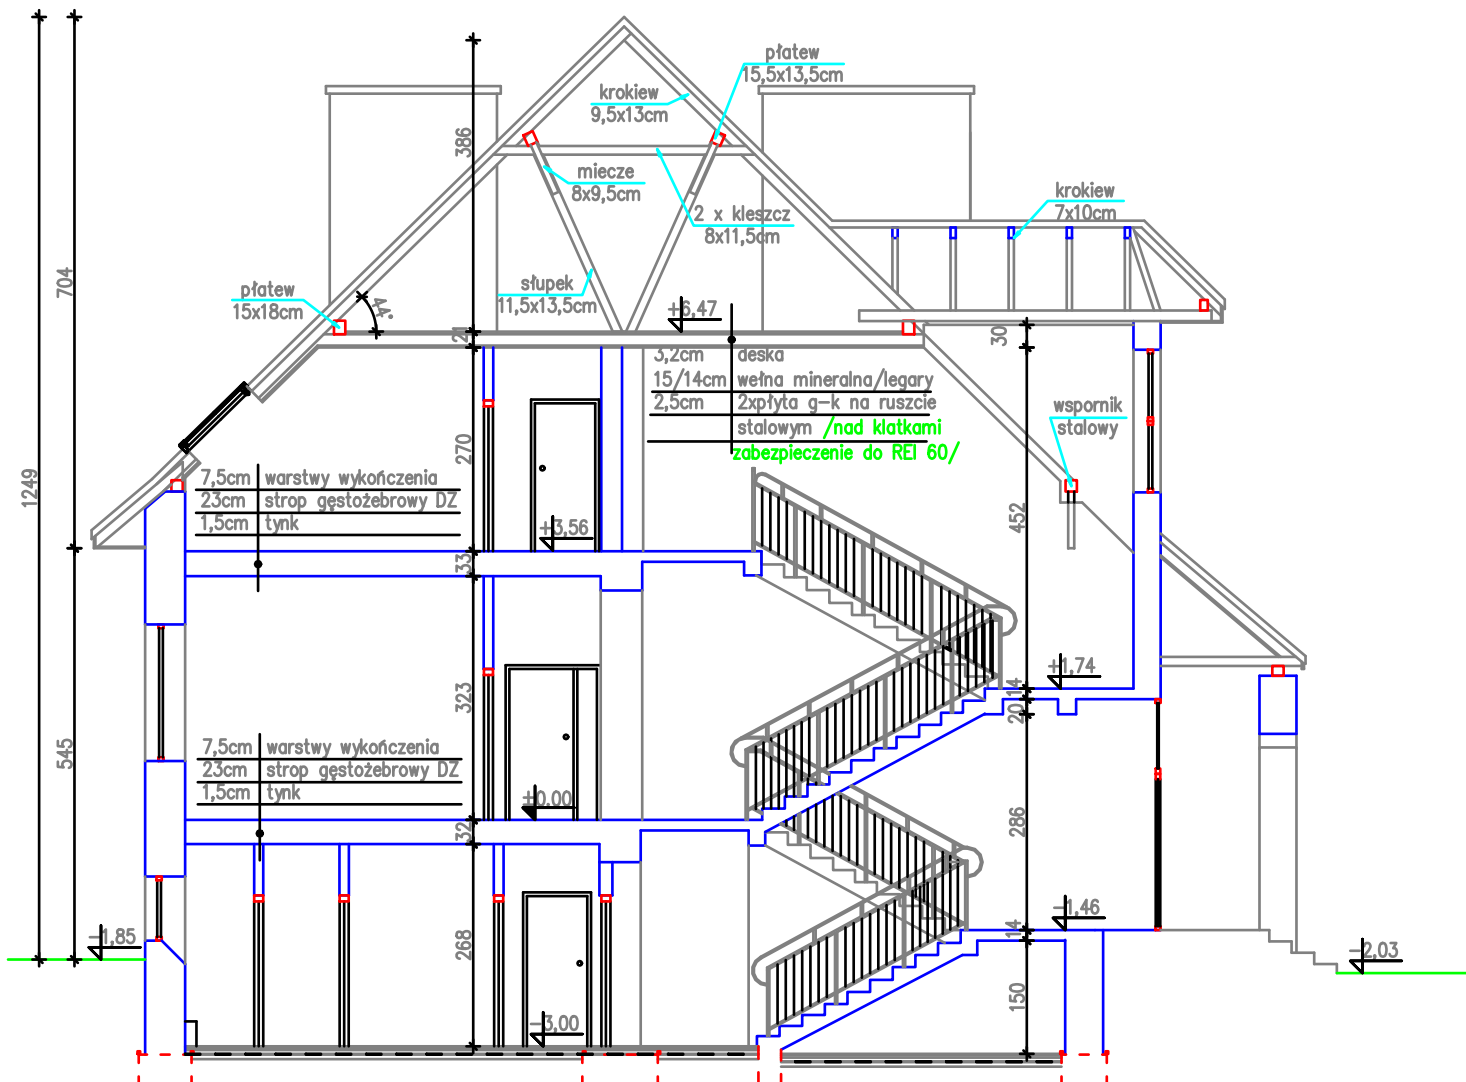 płatew
15,5x13,5cm
krokiew
9,5x13cm
386
miecze
8x9,5cm
krokiew
7x10cm
2 x kleszcz
8x11,5cm
704
płatew
15x18cm
44°
słupek
11,5x13,5cm
+6,47
21
30
3,2cm deska
15/14cm wełna mineralna/legary
2,5cm 2xpłyta g-k na ruszcie
stalowym /nad klatkami
zabezpieczenie do REI 60/
wspornik
stalowy
270
1249
7,5cm warstwy wykończenia
23cm strop gęstożebrowy DZ
1,5cm tynk
+3,56
452
33
+1,74
323
14
20
545
7,5cm warstwy wykończenia
23cm strop gęstożebrowy DZ
1,5cm tynk
±0,00
32
286
-1,46
14
-1,85
268
-2,03
150
-3,00